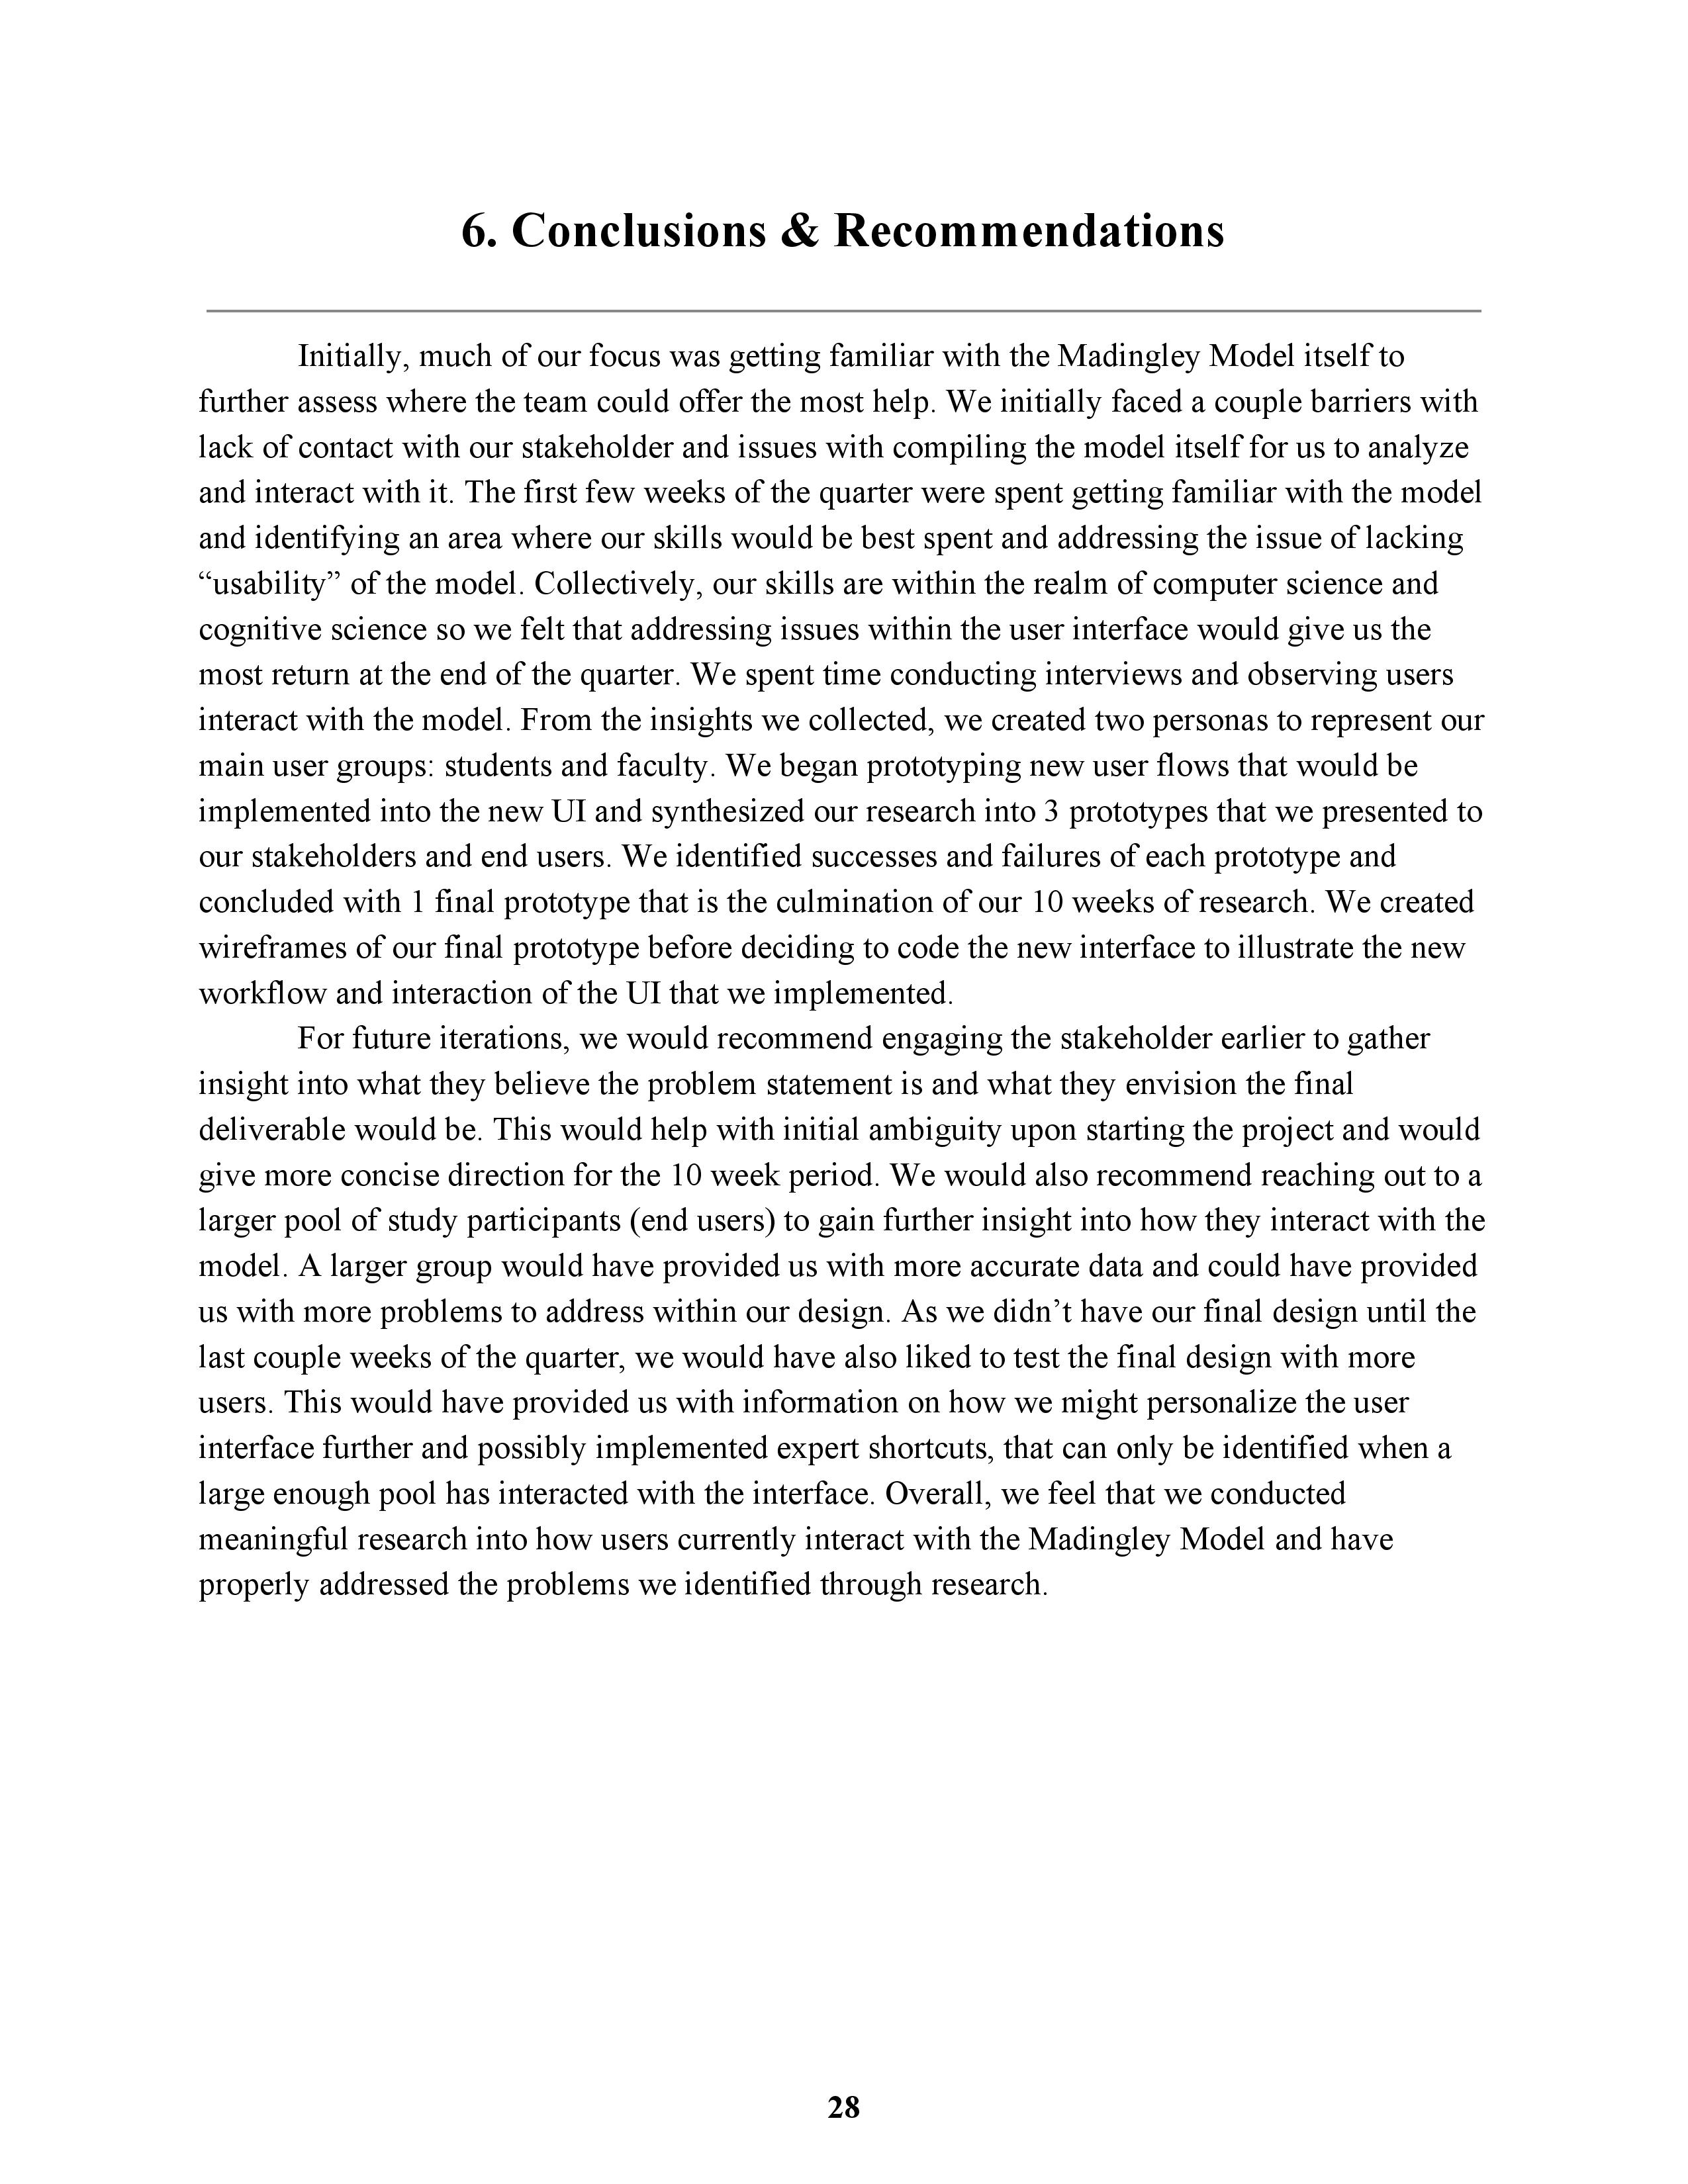 6. Conclusions & Recommendations
Initially, much of our focus was getting familiar with the Madingley Model itself to
further assess where the team could offer the most help. We initially faced a couple barriers with
lack of contact with our stakeholder and issues with compiling the model itself for us to analyze
and interact with it. The first few weeks of the quarter were spent getting familiar with the model
and identifying an area where our skills would be best spent and addressing the issue of lacking
“usability” of the model. Collectively, our skills are within the realm of computer science and
cognitive science so we felt that addressing issues within the user interface would give us the
most return at the end of the quarter. We spent time conducting interviews and observing users
interact with the model. From the insights we collected, we created two personas to represent our
main user groups: students and faculty. We began prototyping new user flows that would be
implemented into the new UI and synthesized our research into 3 prototypes that we presented to
our stakeholders and end users. We identified successes and failures of each prototype and
concluded with 1 final prototype that is the culmination of our 10 weeks of research. We created
wireframes of our final prototype before deciding to code the new interface to illustrate the new
workflow and interaction of the UI that we implemented.
For future iterations, we would recommend engaging the stakeholder earlier to gather
insight into what they believe the problem statement is and what they envision the final
deliverable would be. This would help with initial ambiguity upon starting the project and would
give more concise direction for the 10 week period. We would also recommend reaching out to a
larger pool of study participants (end users) to gain further insight into how they interact with the
model. A larger group would have provided us with more accurate data and could have provided
us with more problems to address within our design. As we didn’t have our final design until the
last couple weeks of the quarter, we would have also liked to test the final design with more
users. This would have provided us with information on how we might personalize the user
interface further and possibly implemented expert shortcuts, that can only be identified when a
large enough pool has interacted with the interface. Overall, we feel that we conducted
meaningful research into how users currently interact with the Madingley Model and have
properly addressed the problems we identified through research.
28